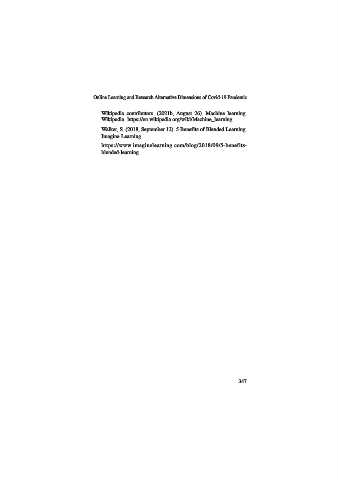 Online Learning and Research Alternative Dimensions of Covid-19 Pandemic
Wikipedia contributors. (2021b, August 26). Machine learning.
Wikipedia. https://en.wikipedia.org/wiki/Machine_learning
Walker, S. (2018, September 12). 5 Benefits of Blended Learning.
Imagine Learning.
https://www.imaginelearning.com/blog/2018/09/5-benefits-
blended-learning
347